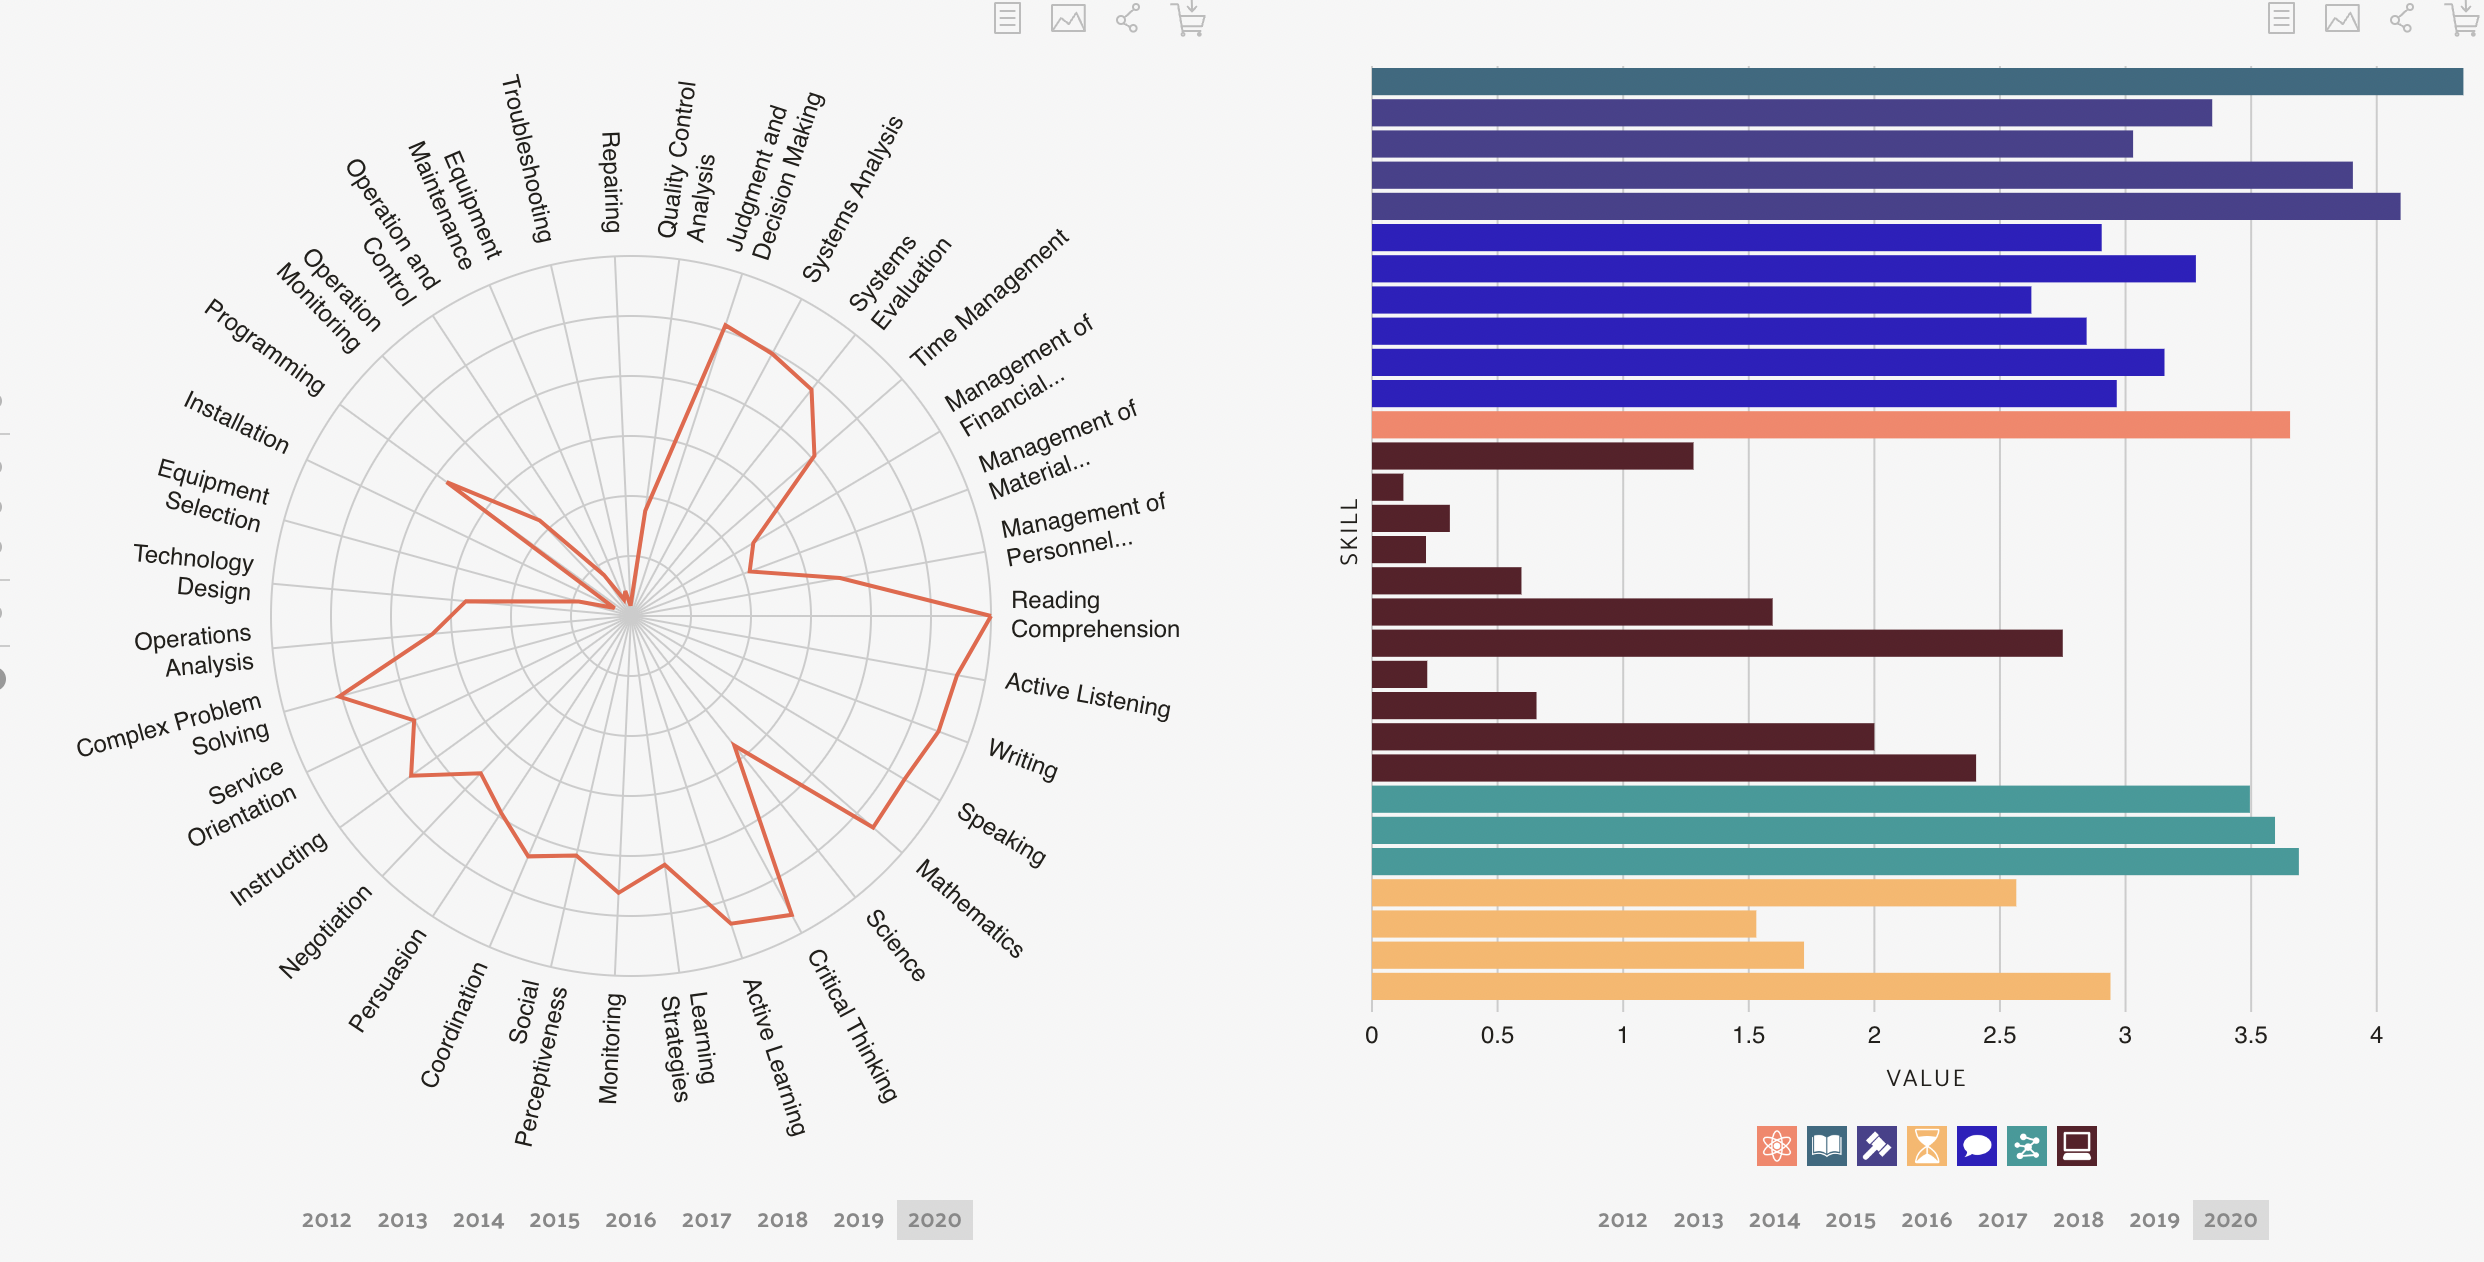 Troubleshooting
Repairing
Quality Control
Analysis
Judgment and
Decision Making
Systems Analysis
Systems
Evaluation
Time Management
Management of
Financial...
Management of
Material...
Management of
Personnel...
Reading
Comprehension
Active Listening
Writing
Speaking
Mathematics
Science
Critical Thinking
Active Learning
Learning
Strategies
Monitoring
Social
Perceptiveness
Coordination
Persuasion
Negotiation
Instructing
Service
Orientation
Complex Problem
Solving
Operations
Analysis
Technology
Design
Equipment
Selection
Installation
Programming
Operation
Monitoring
Operation and
Control
Equipment
Maintenance
2012 2013 2014 2015 2016 2017 2018 2019 2020
SKILL
0 0.5 1 1.5 2 2.5 3 3.5 4
VALUE
2012 2013 2014 2015 2016 2017 2018 2019 2020